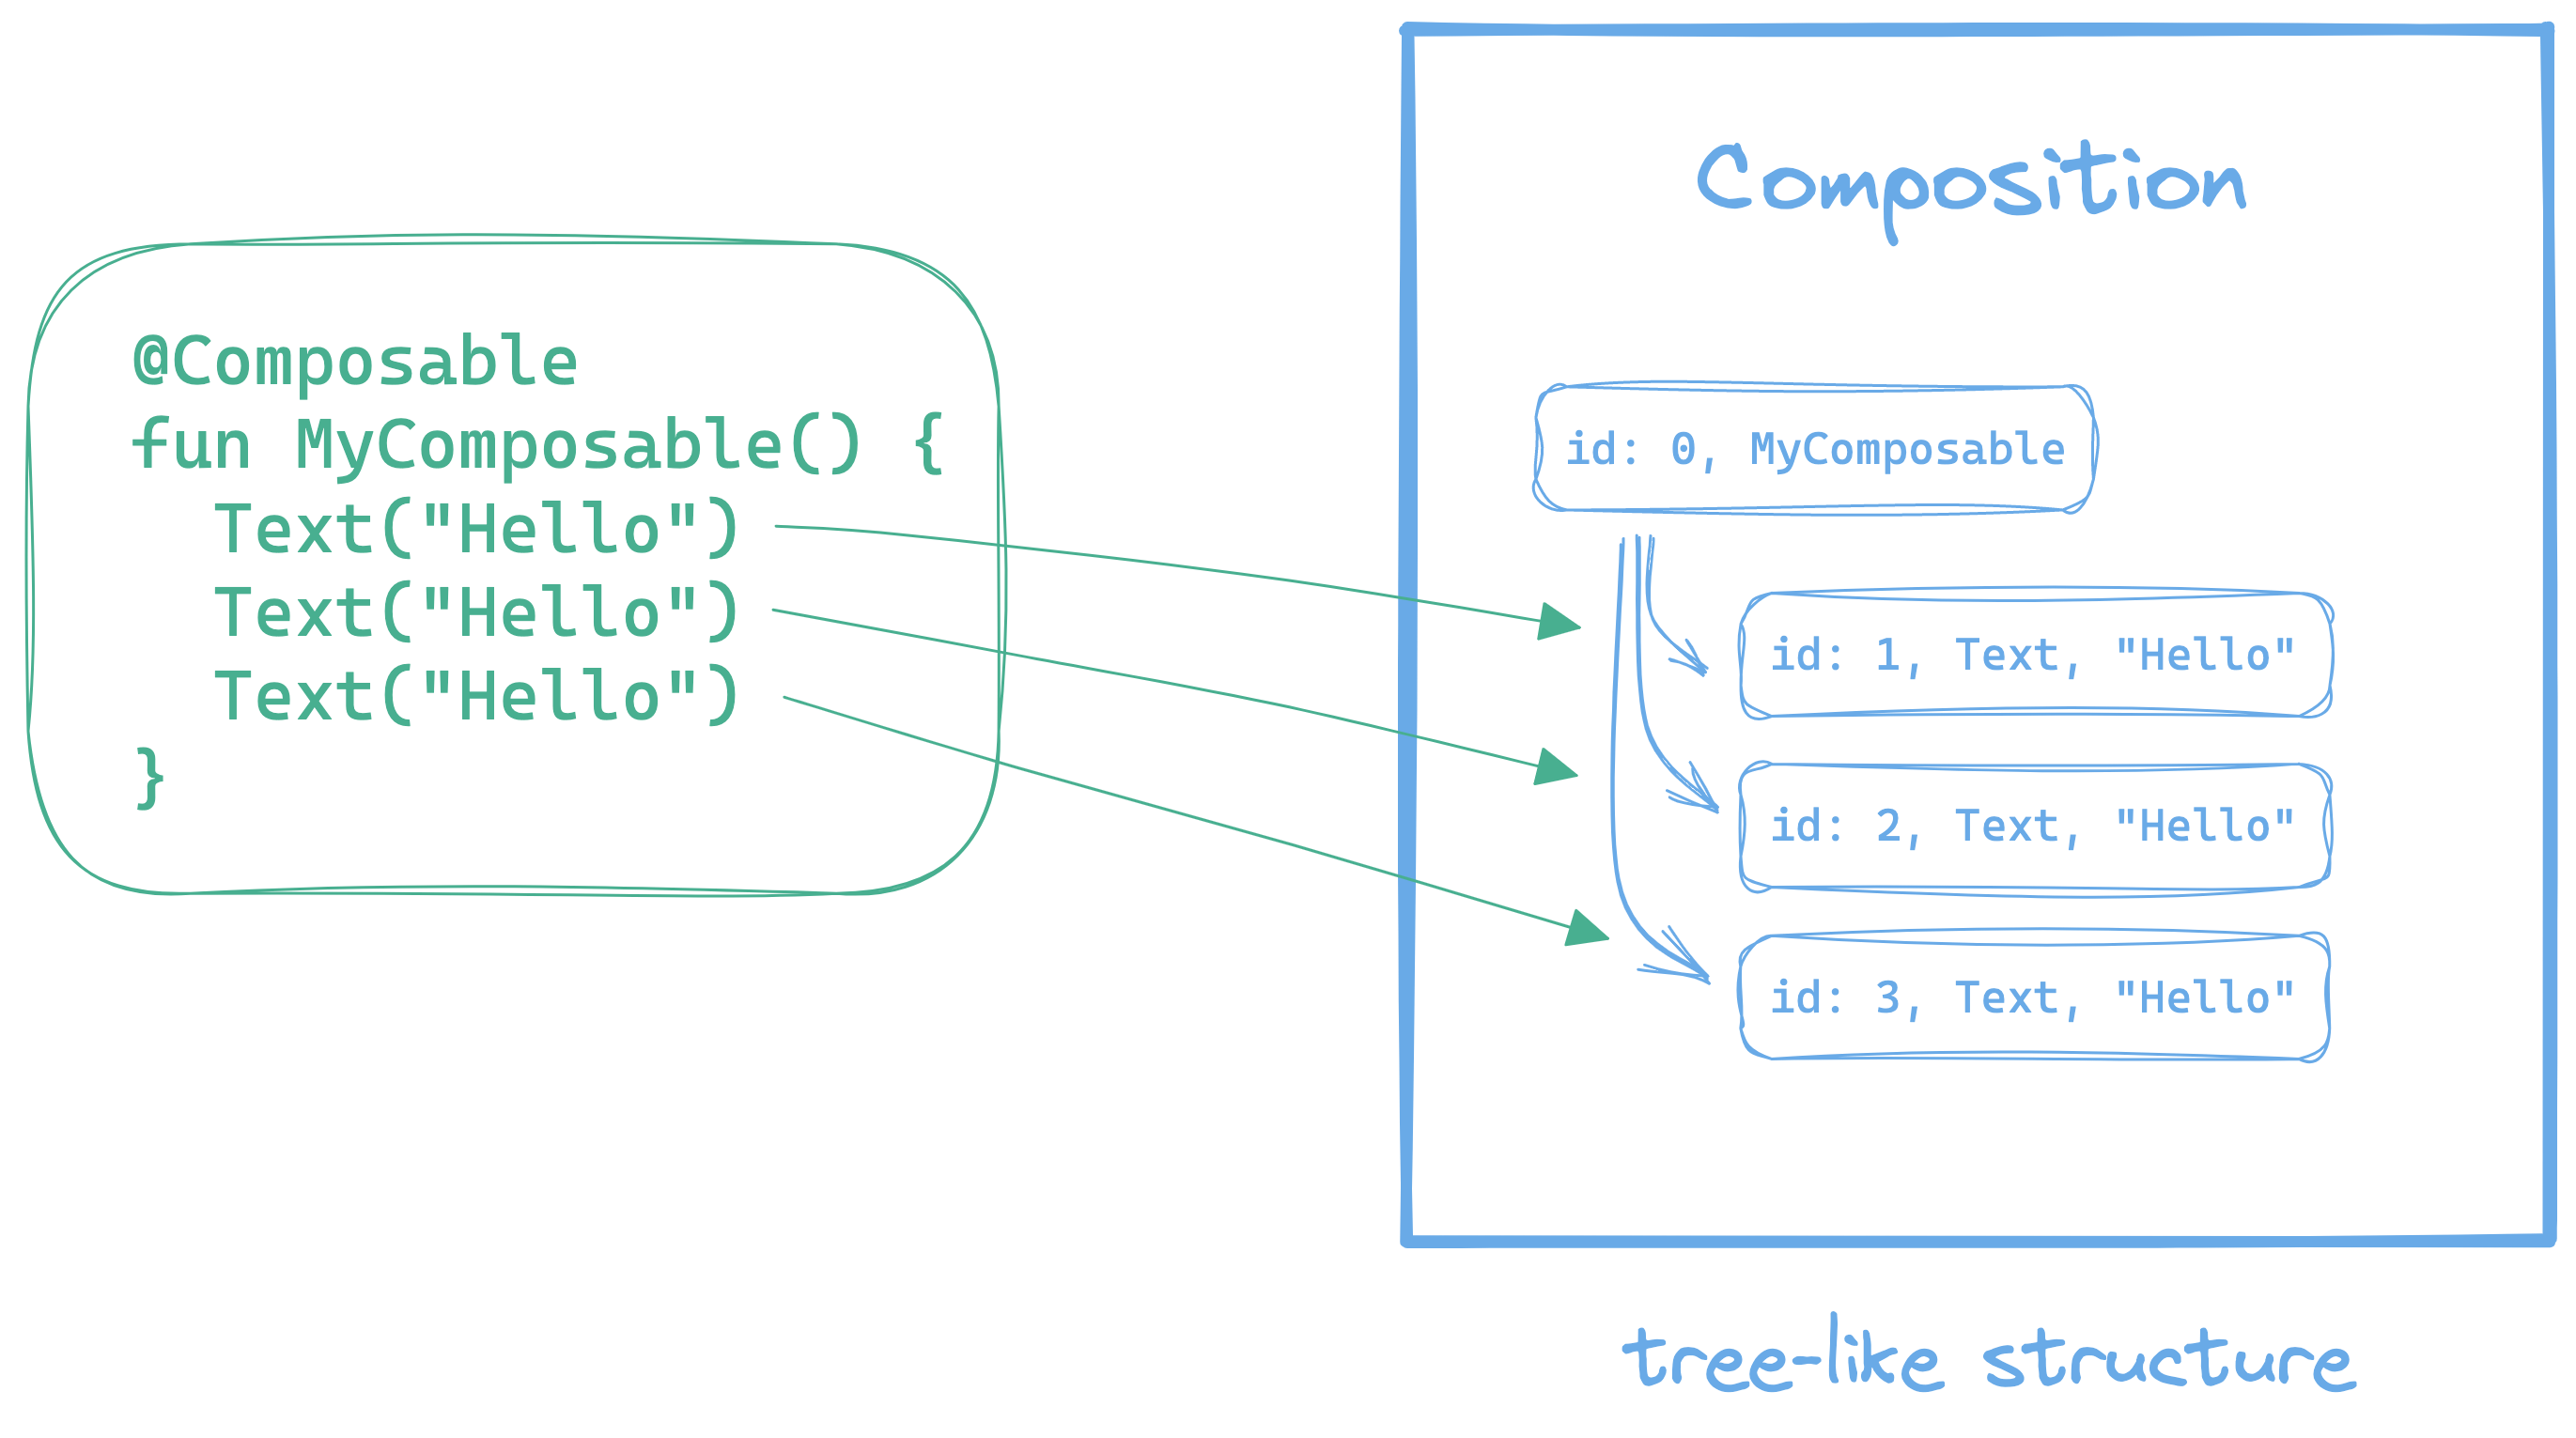 @Composable
fun MyComposable() {
  Text("Hello")
  Text("Hello")
  Text("Hello")
}
Composition
id: 0, MyComposable
id: 1, Text, "Hello"
id: 2, Text, "Hello"
id: 3, Text, "Hello"
tree-like structure